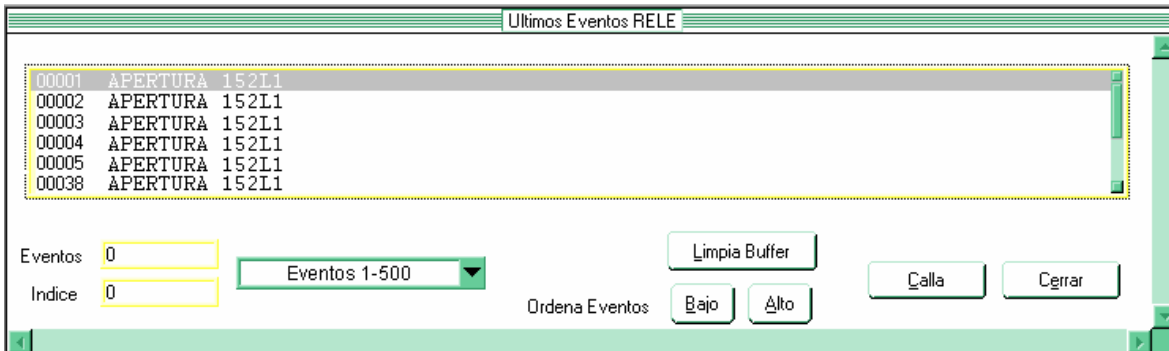 Ultimos Eventos RELE
00001 APERTURA 152L1
00002 APERTURA 152L1
00003 APERTURA 152L1
00004 APERTURA 152L1
00005 APERTURA 152L1
00038 APERTURA 152L1
Eventos 0
Indice 0
Eventos 1-500
Limpia Buffer
Ordena Eventos Bajo Alto
Calla Cerrar